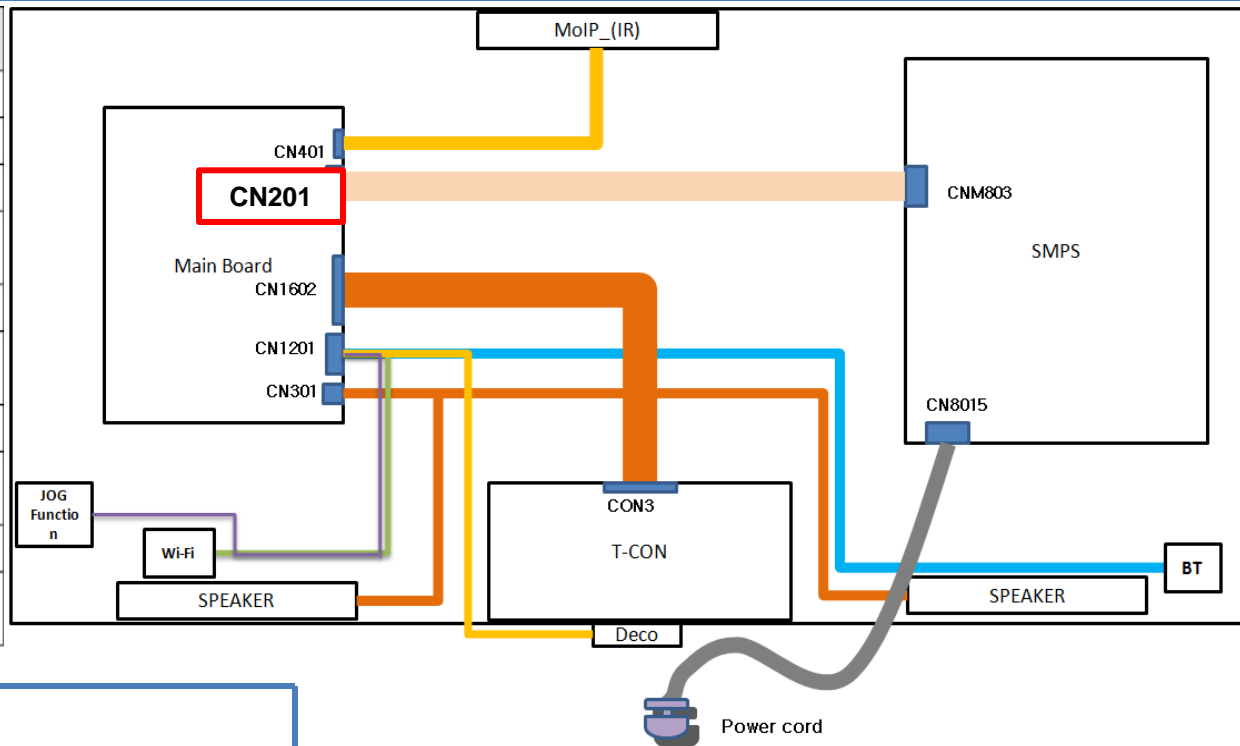 MoIP_(IR)
CN401
CN201
CNM803
Main Board
SMPS
CN1602
CN1201
CN301
CN8015
JOG
Functio
n
CON3
Wi-Fi
T-CON
BT
SPEAKER
SPEAKER
Deco
Power cord